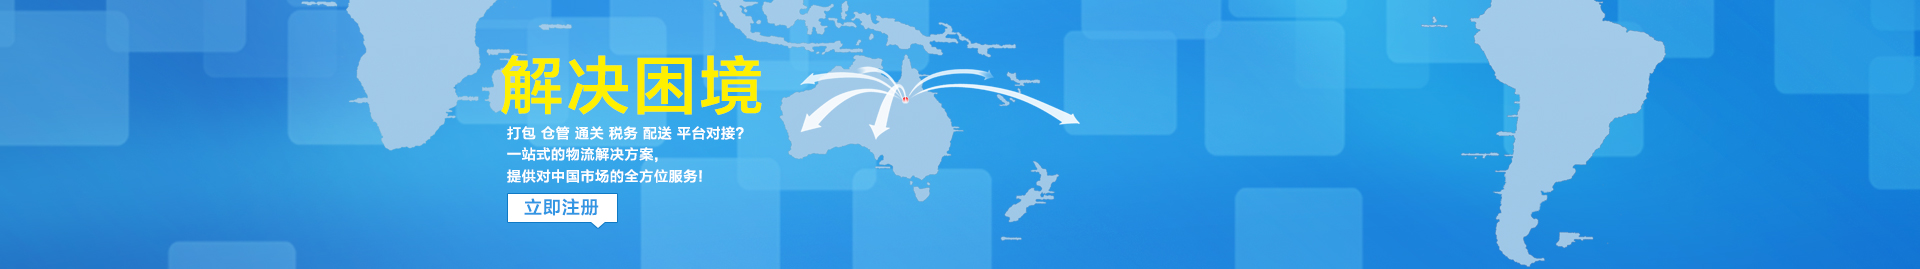 解决困境
打包 仓管 通关 税务 配送 平台对接?
一站式的物流解决方案,
提供对中国市场的全方位服务!
立即注册